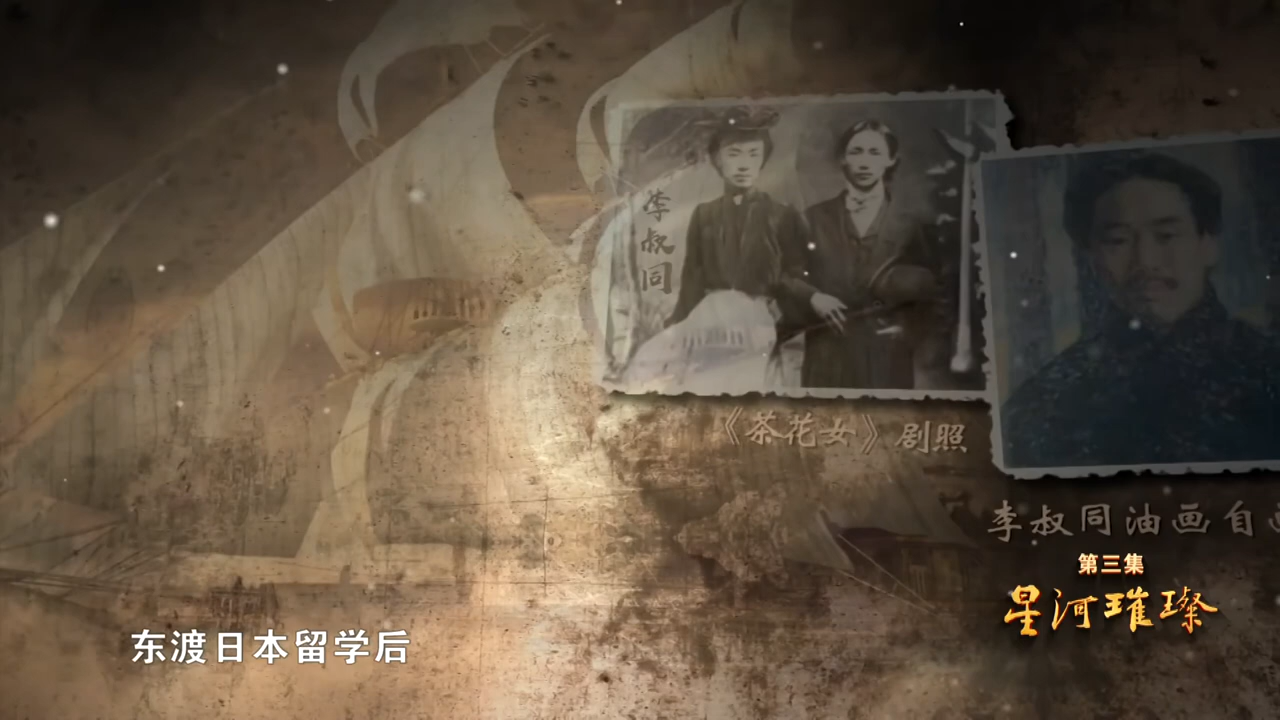 李叔同
《茶花女》剧照
李叔同油画自
第三集
星河璀璨
东渡日本留学后